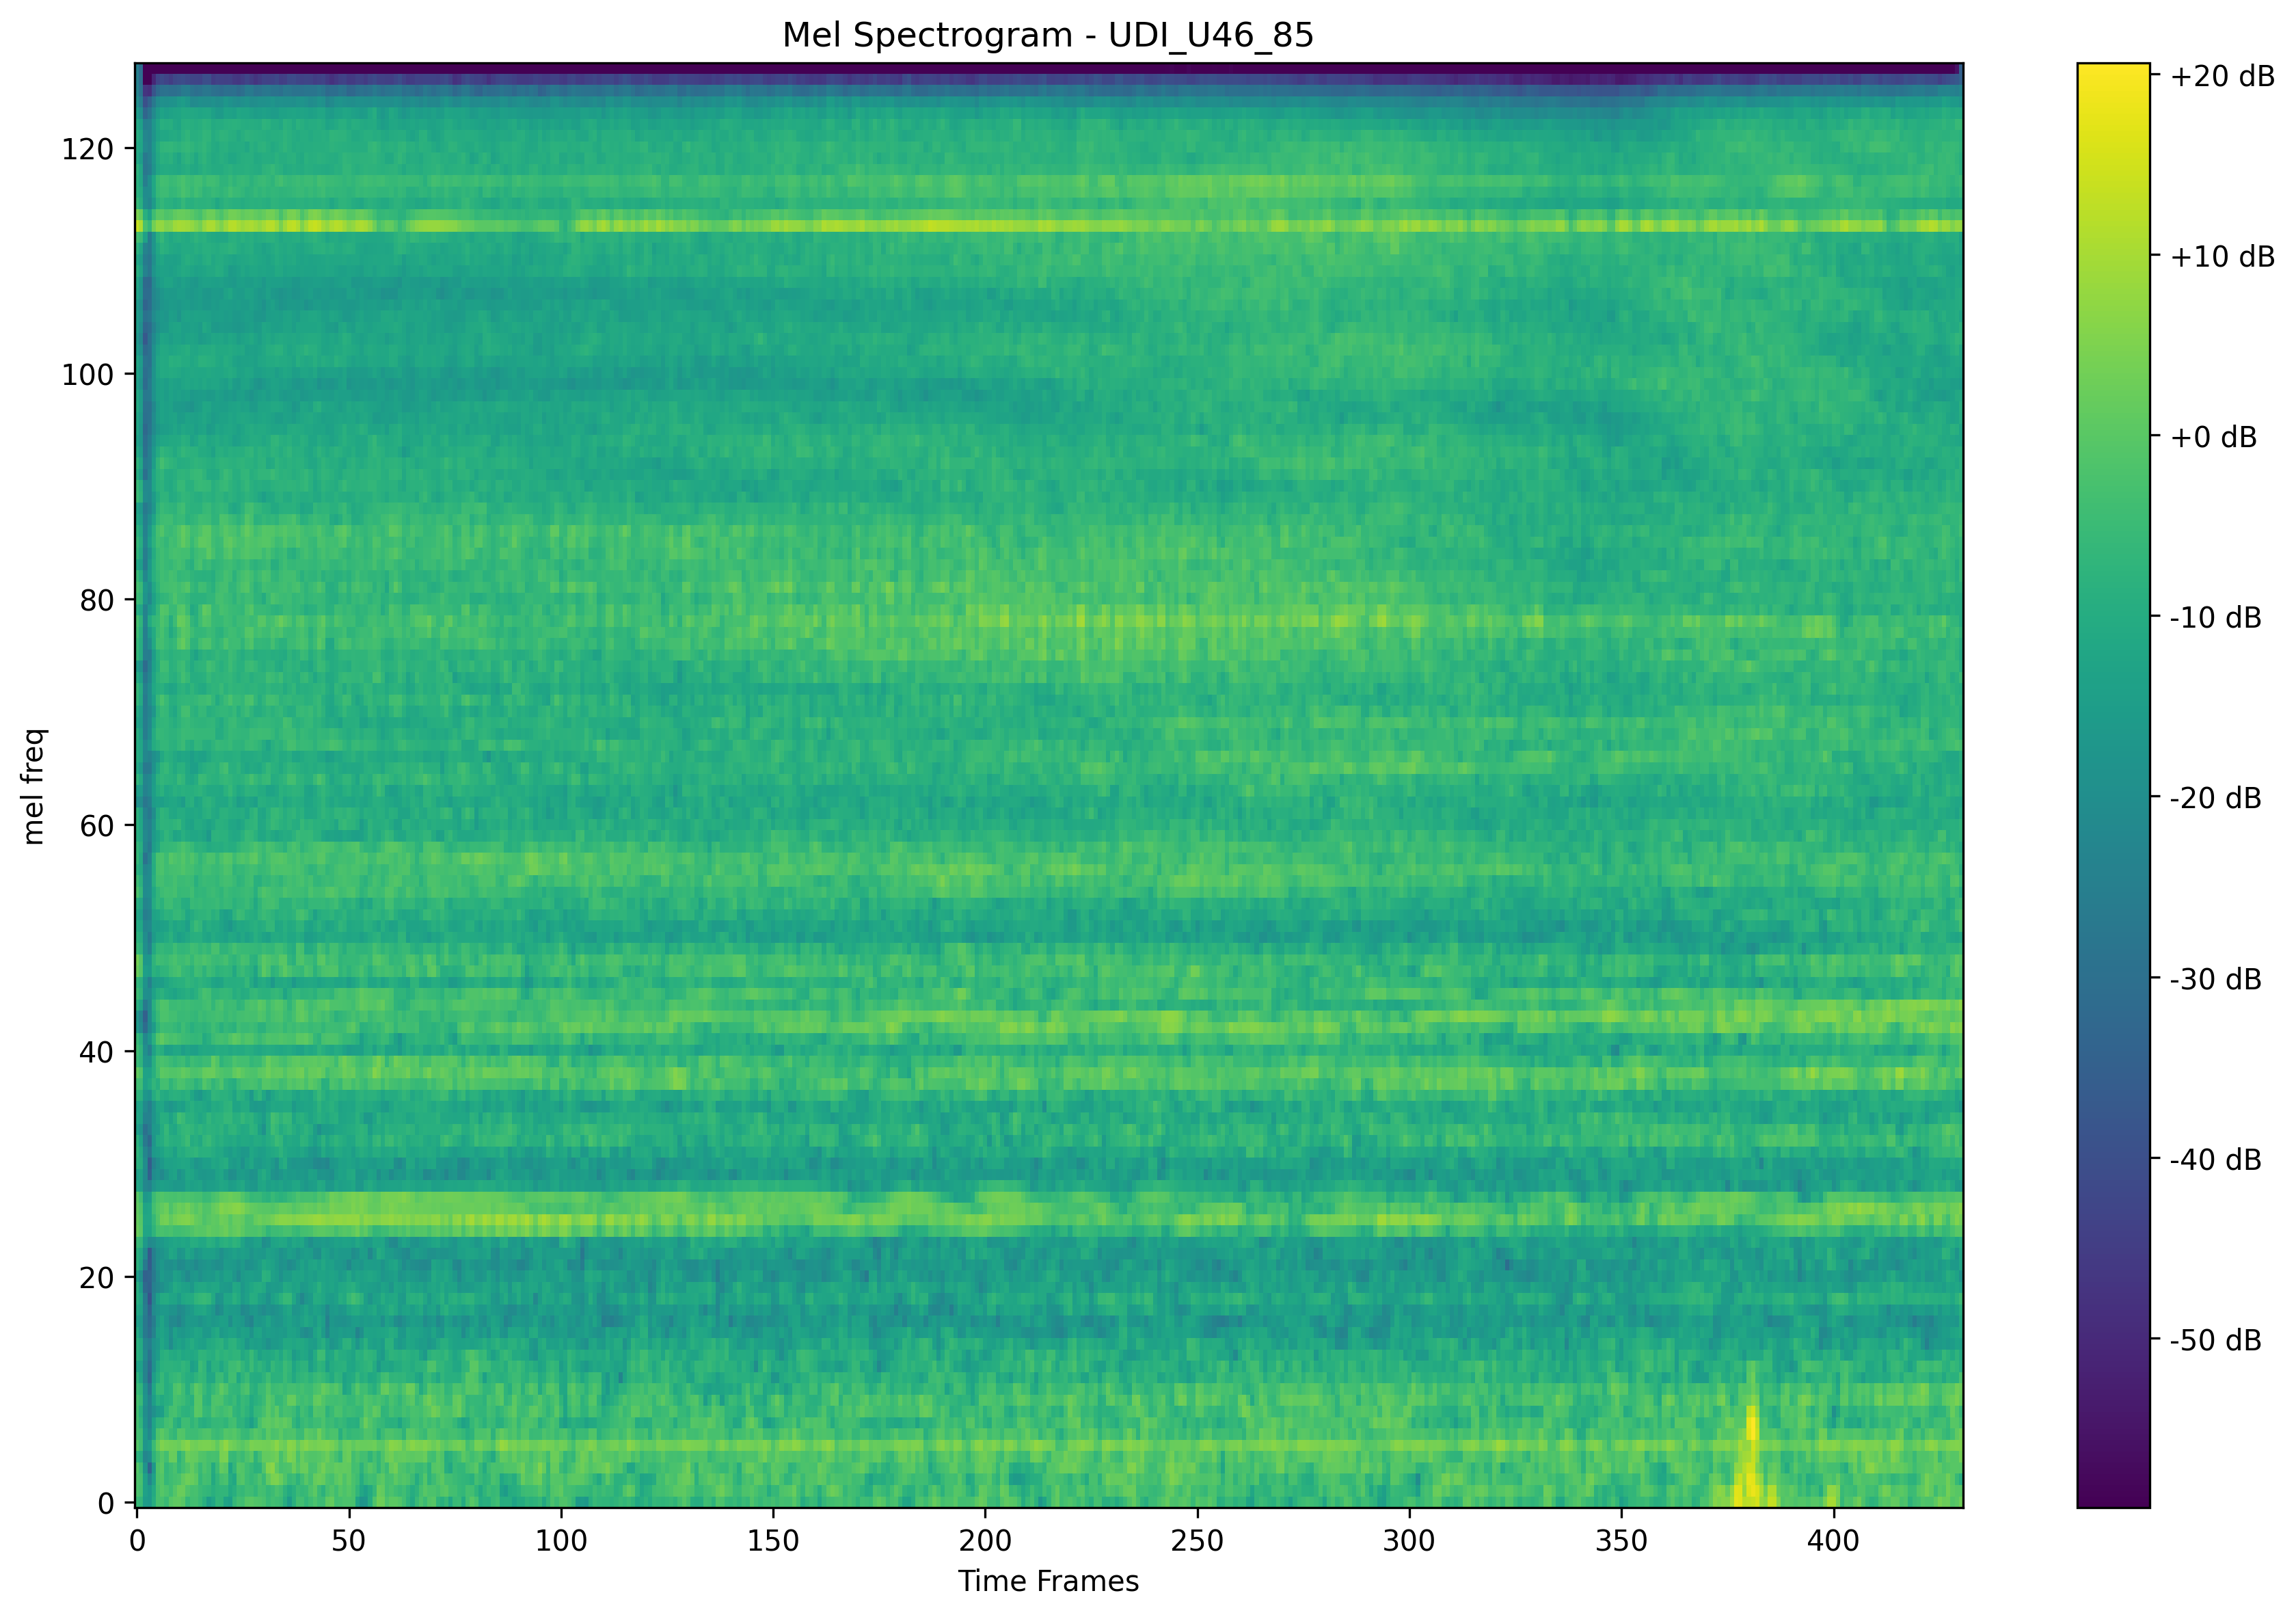 Mel Spectrogram - UDI_U46_85
mel freq
120
100
80
60
40
20
0
0 50 100 150 200 250 300 350 400
Time Frames
+20 dB
+10 dB
+0 dB
-10 dB
-20 dB
-30 dB
-40 dB
-50 dB